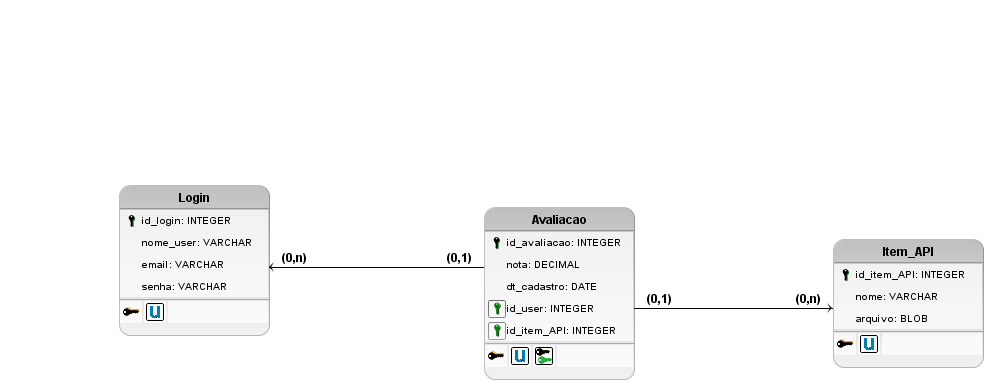 Login
id_login: INTEGER
nome_user: VARCHAR
email: VARCHAR
senha: VARCHAR
U
(0,n)
(0,1)
Avaliacao
id_avaliacao: INTEGER
nota: DECIMAL
dt_cadastro: DATE
id_user: INTEGER
id_item_API: INTEGER
U
(0,1)
(0,n)
Item_API
id_item_API: INTEGER
nome: VARCHAR
arquivo: BLOB
U